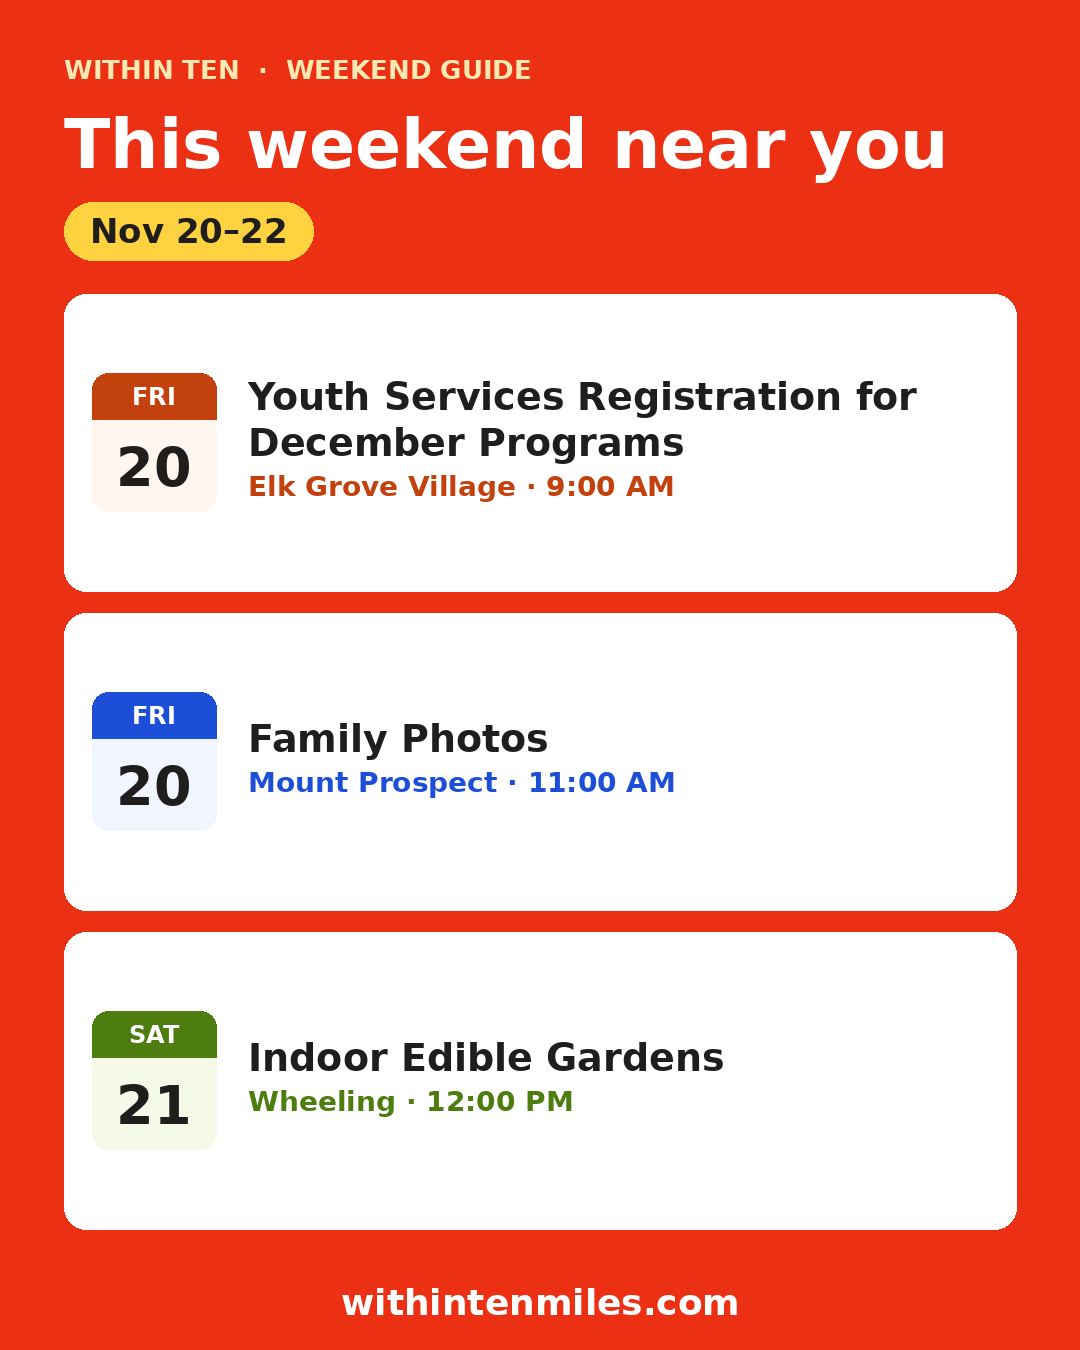 WITHIN TEN · WEEKEND GUIDE
This weekend near you
Nov 20–22
FRI
20
Youth Services Registration for
December Programs
Elk Grove Village · 9:00 AM
FRI
20
Family Photos
Mount Prospect · 11:00 AM
SAT
21
Indoor Edible Gardens
Wheeling · 12:00 PM
withintenmiles.com